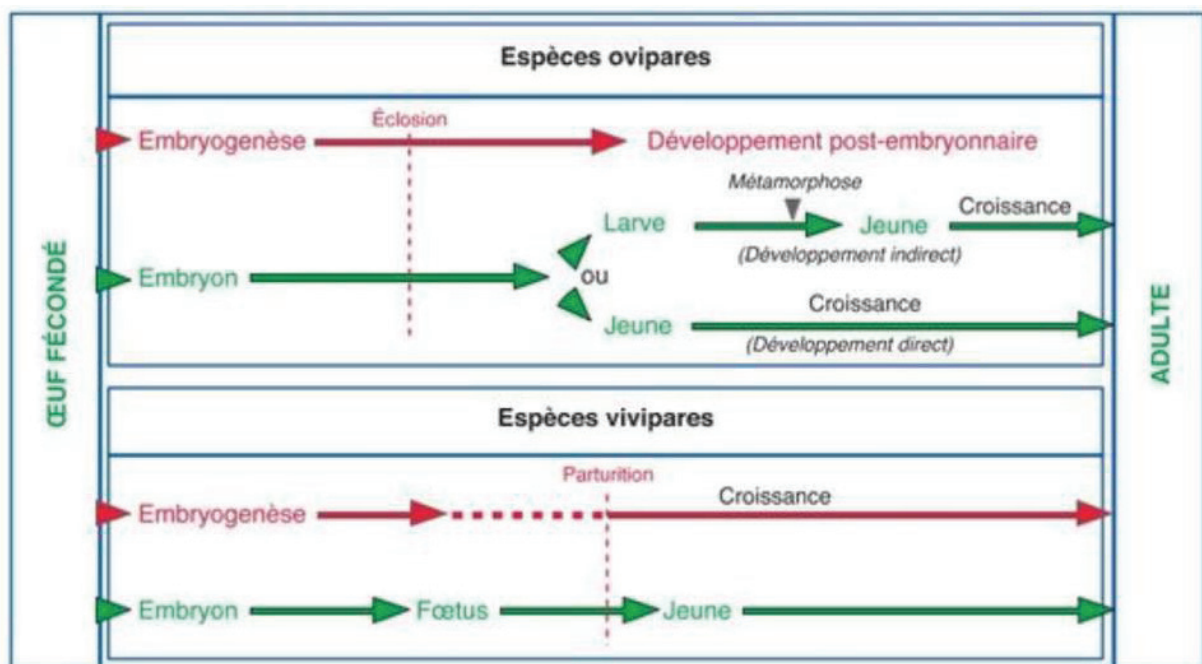 ŒUF FÉCONDÉ
Espèces ovipares
Éclosion
Embryogenèse
Développement post-embryonnaire
Métamorphose
Larve
Jeune
Croissance
(Développement indirect)
Embryon
ou
Croissance
Jeune
(Développement direct)
Espèces vivipares
Parturition
Croissance
Embryogenèse
Embryon
Fœtus
Jeune
ADULTE